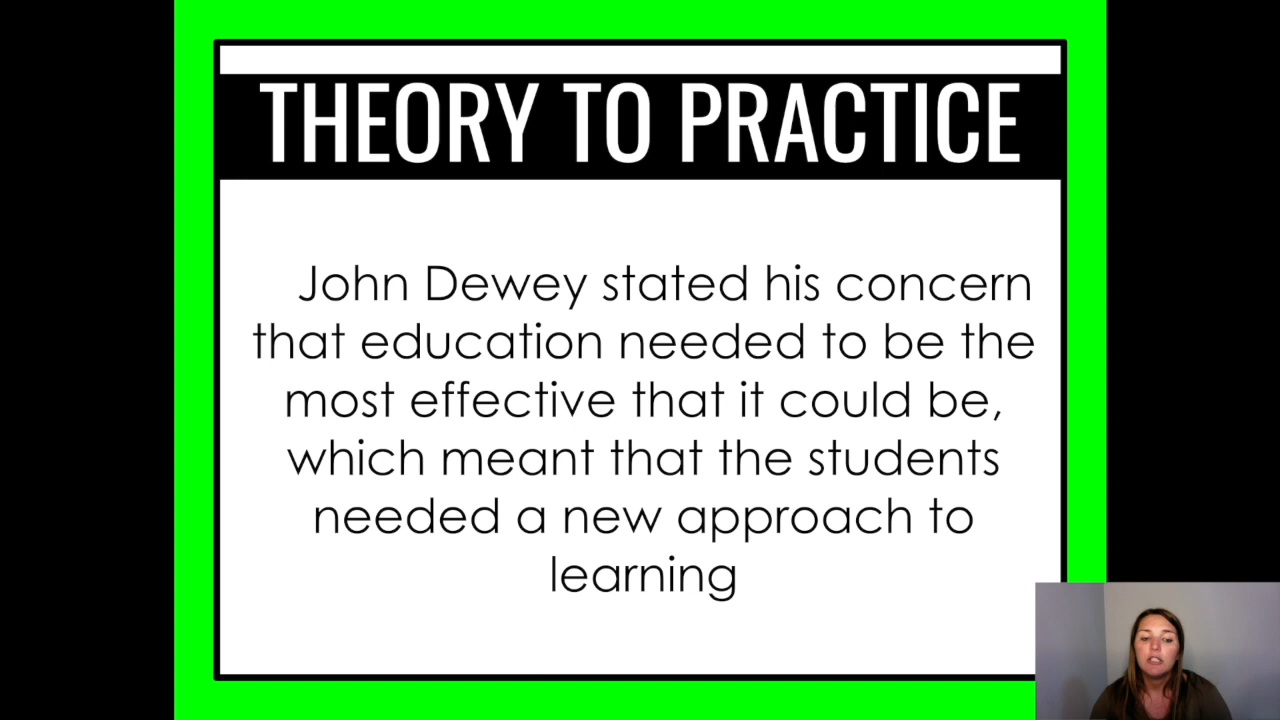 THEORY TO PRACTICE
John Dewey stated his concern
that education needed to be the
most effective that it could be,
which meant that the students
needed a new approach to
learning